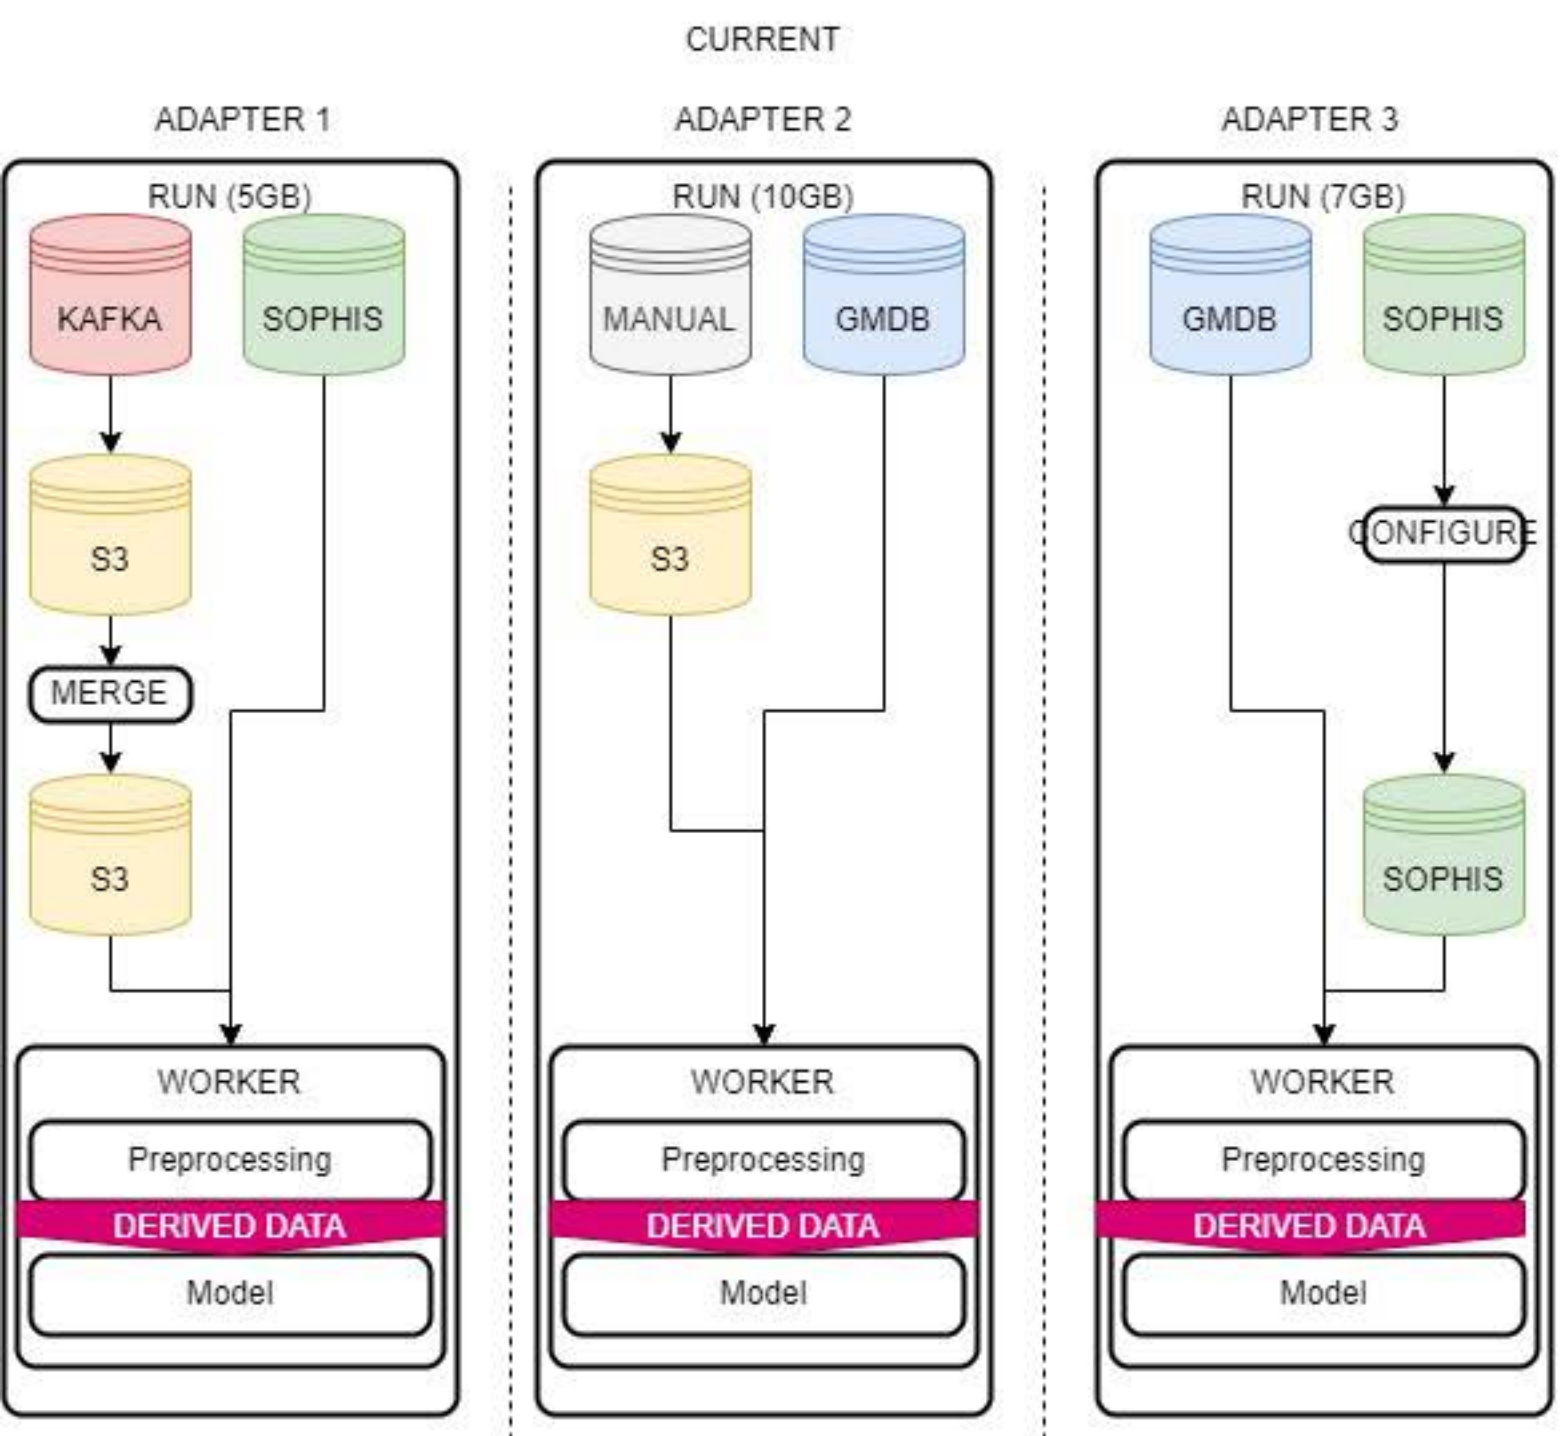 CURRENT
ADAPTER 1
RUN (5GB)
KAFKA
SOPHIS
S3
MERGE
S3
WORKER
Preprocessing
DERIVED DATA
Model
ADAPTER 2
RUN (10GB)
MANUAL
GMDB
S3
WORKER
Preprocessing
DERIVED DATA
Model
ADAPTER 3
RUN (7GB)
GMDB
SOPHIS
CONFIGURE
SOPHIS
WORKER
Preprocessing
DERIVED DATA
Model